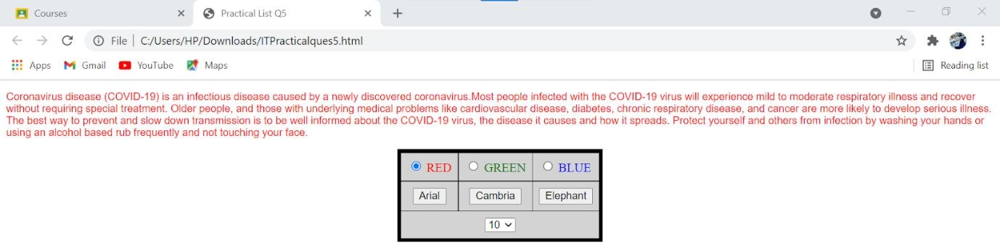 Courses
Practical List Q5
File | C:/Users/HP/Downloads/ITPracticalques5.html
Apps Gmail YouTube Maps Reading list
Coronavirus disease (COVID-19) is an infectious disease caused by a newly discovered coronavirus.Most people infected with the COVID-19 virus will experience mild to moderate respiratory illness and recover
without requiring special treatment. Older people, and those with underlying medical problems like cardiovascular disease, diabetes, chronic respiratory disease, and cancer are more likely to develop serious illness.
The best way to prevent and slow down transmission is to be well informed about the COVID-19 virus, the disease it causes and how it spreads. Protect yourself and others from infection by washing your hands or
using an alcohol based rub frequently and not touching your face.
RED GREEN BLUE
Arial Cambria Elephant
10